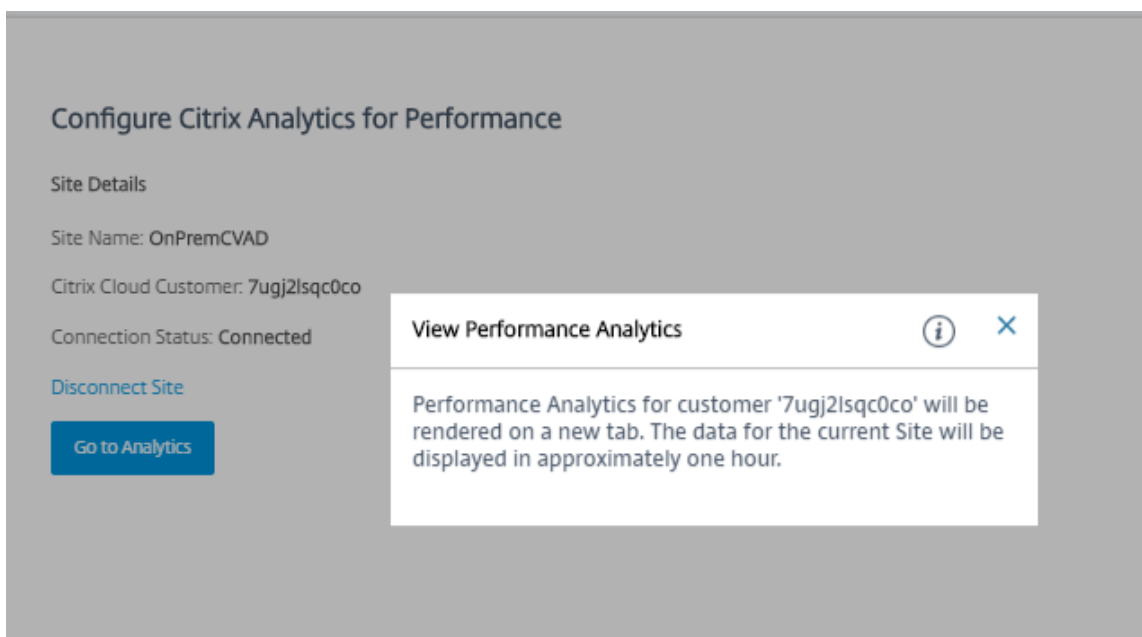 Configure Citrix Analytics for Performance
Site Details
Site Name: OnPremCVAD
Citrix Cloud Customer: 7ugj2lsqc0co
Connection Status: Connected
Disconnect Site
Go to Analytics
View Performance Analytics
Performance Analytics for customer '7ugj2lsqc0co' will be
rendered on a new tab. The data for the current Site will be
displayed in approximately one hour.